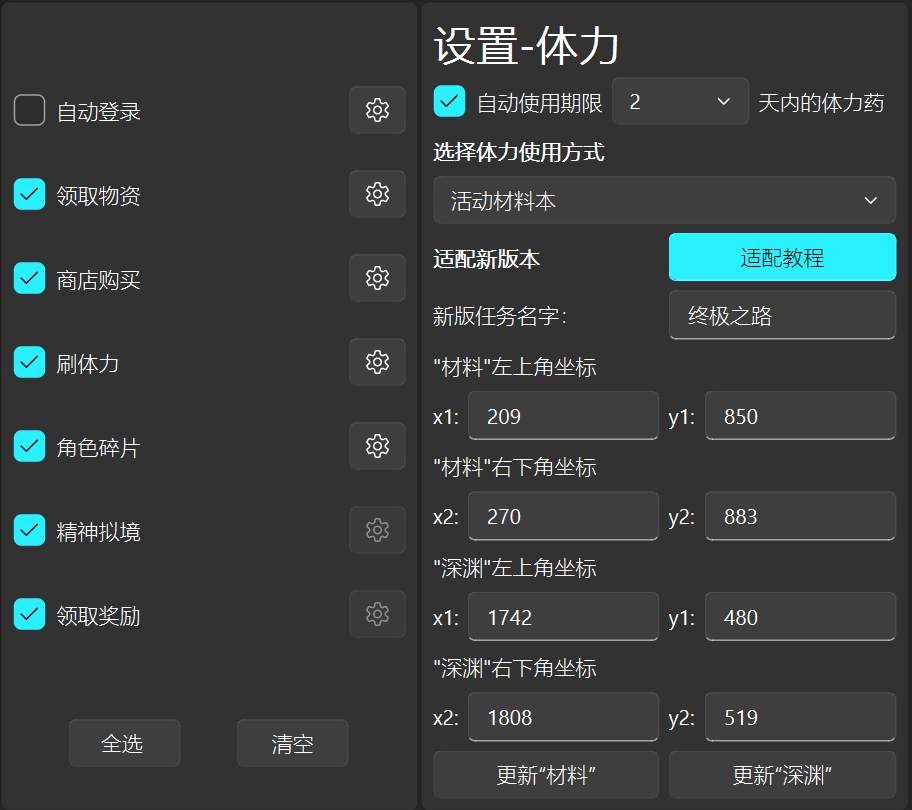 自动登录
领取物资
商店购买
刷体力
角色碎片
精神拟境
领取奖励
全选 清空
设置-体力
自动使用期限 2 天内的体力药
选择体力使用方式
活动材料本
适配新版本 适配教程
新版任务名字: 终极之路
"材料"左上角坐标
x1: 209 y1: 850
"材料"右下角坐标
x2: 270 y2: 883
"深渊"左上角坐标
x1: 1742 y1: 480
"深渊"右下角坐标
x2: 1808 y2: 519
更新“材料” 更新“深渊”